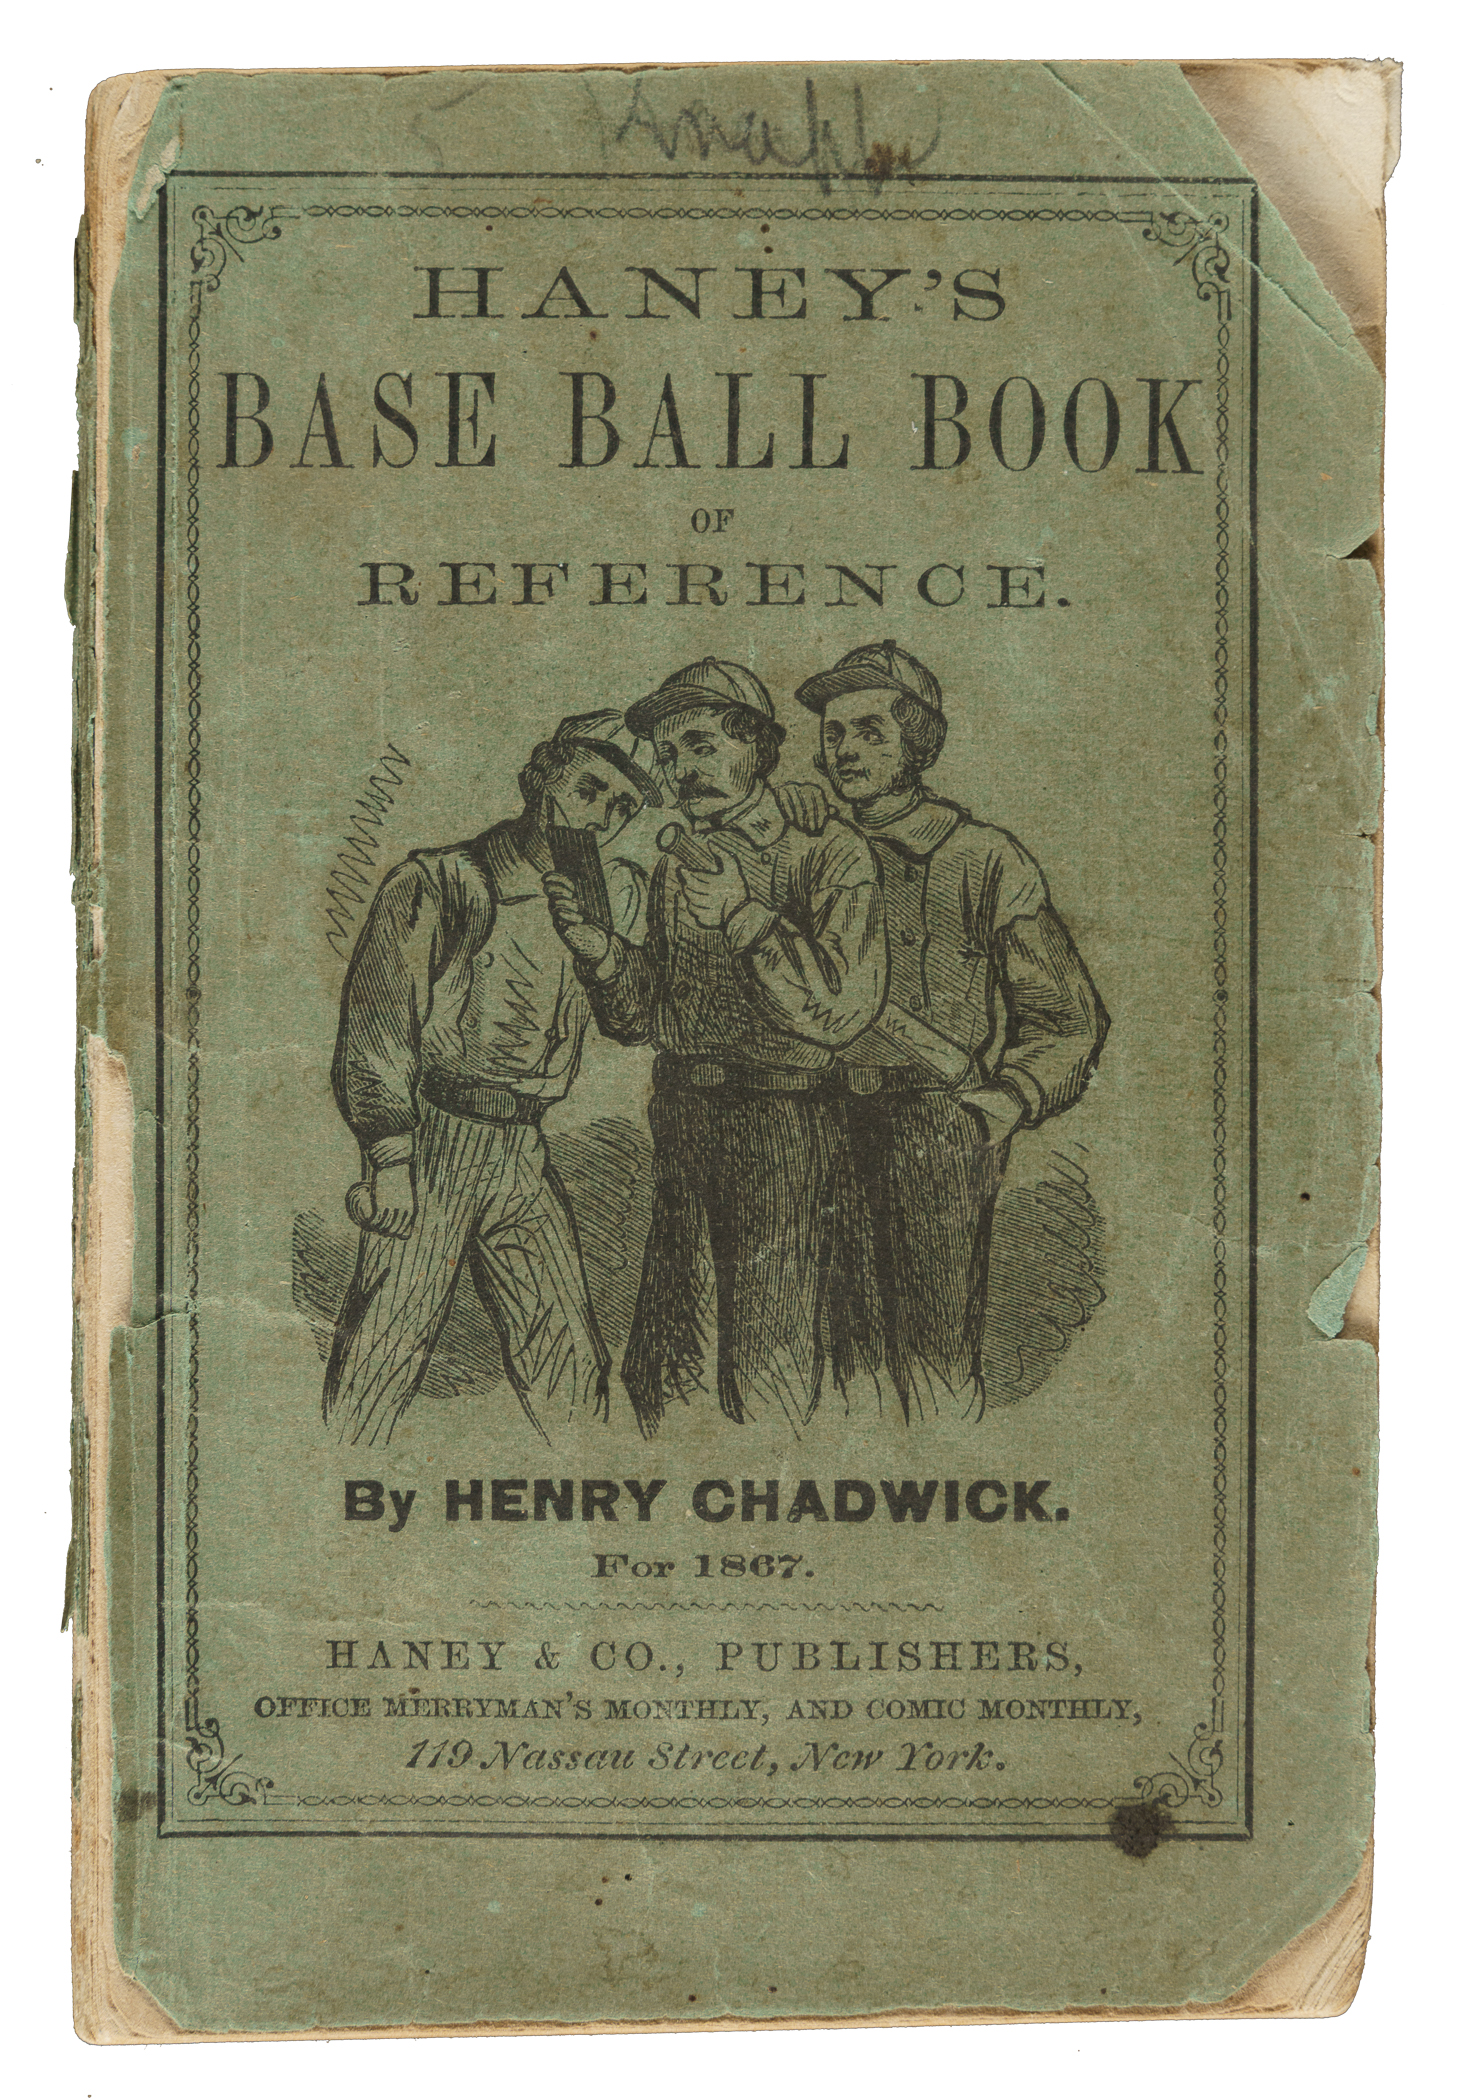 Knapp
HANEY'S
BASE BALL BOOK
OF
REFERENCE.
By HENRY CHADWICK.
For 1867.
HANEY & CO., PUBLISHERS,
OFFICE MERRYMAN'S MONTHLY, AND COMIC MONTHLY,
119 Nassau Street, New York.